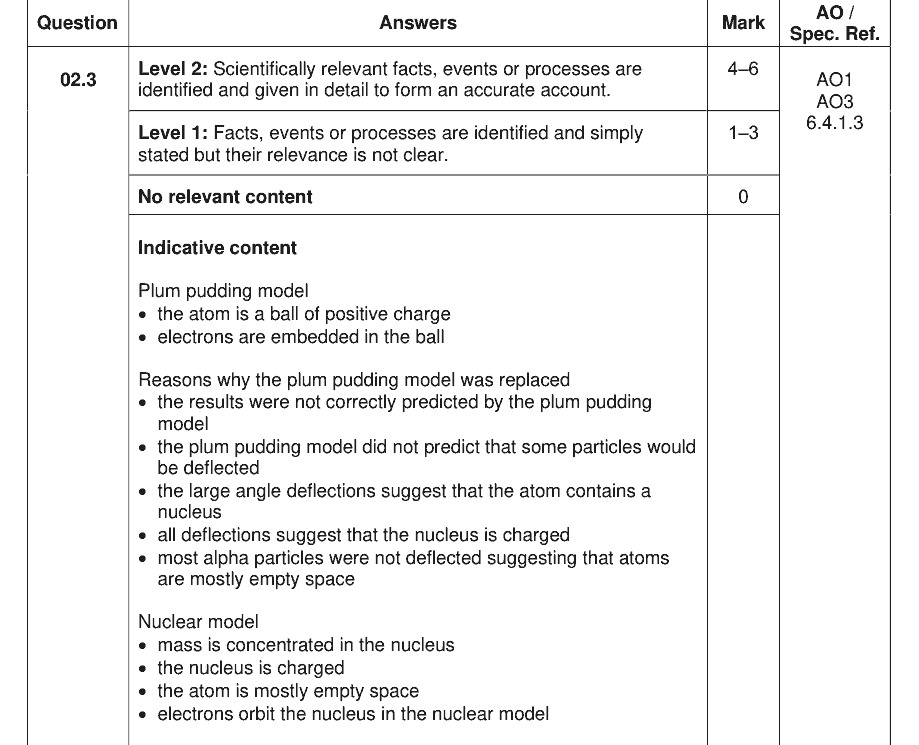 Question Answers Mark AO /
Spec. Ref.
02.3 Level 2: Scientifically relevant facts, events or processes are 4–6 AO1
identified and given in detail to form an accurate account. AO3
6.4.1.3
Level 1: Facts, events or processes are identified and simply 1–3
stated but their relevance is not clear.
No relevant content 0
Indicative content
Plum pudding model
• the atom is a ball of positive charge
• electrons are embedded in the ball
Reasons why the plum pudding model was replaced
• the results were not correctly predicted by the plum pudding
model
• the plum pudding model did not predict that some particles would
be deflected
• the large angle deflections suggest that the atom contains a
nucleus
• all deflections suggest that the nucleus is charged
• most alpha particles were not deflected suggesting that atoms
are mostly empty space
Nuclear model
• mass is concentrated in the nucleus
• the nucleus is charged
• the atom is mostly empty space
• electrons orbit the nucleus in the nuclear model